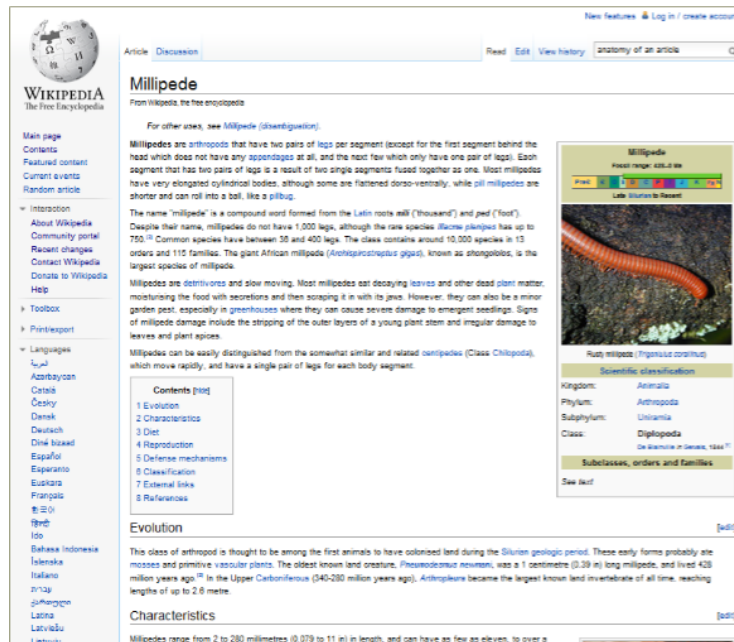 New features Log in / create account
Article Discussion
Read Edit View history
anatomy of an article
WIKIPEDIA
The Free Encyclopedia
Main page
Contents
Featured content
Current events
Random article
Interaction
About Wikipedia
Community portal
Recent changes
Contact Wikipedia
Donate to Wikipedia
Help
Toolbox
Print/export
Languages
العربية
Azərbaycan
Català
Česky
Dansk
Deutsch
Diné bizaad
Español
Esperanto
Euskara
Français
한국어
हिन्दी
Ido
Bahasa Indonesia
Íslenska
Italiano
עברית
ქართული
Latina
Latviešu
Lietuvių
Millipede
From Wikipedia, the free encyclopedia
For other uses, see Millipede (disambiguation).
Millipedes are arthropods that have two pairs of legs per segment (except for the first segment behind the
head which does not have any appendages at all, and the next few which only have one pair of legs). Each
segment that has two pairs of legs is a result of two single segments fused together as one. Most millipedes
have very elongated cylindrical bodies, although some are flattened dorso-ventrally, while pill millipedes are
shorter and can roll into a ball, like a pillbug.
The name "millipede" is a compound word formed from the Latin roots milli ("thousand") and ped ("foot").
Despite their name, millipedes do not have 1,000 legs, although the rare species Illacme plenipes has up to
750. Common species have between 36 and 400 legs. The class contains around 10,000 species in 13
orders and 115 families. The giant African millipede (Archispirostreptus gigas), known as shongololos, is the
largest species of millipede.
Millipedes are detritivores and slow moving. Most millipedes eat decaying leaves and other dead plant matter,
moisturising the food with secretions and then scraping it in with its jaws. However, they can also be a minor
garden pest, especially in greenhouses where they can cause severe damage to emergent seedlings. Signs
of millipede damage include the stripping of the outer layers of a young plant stem and irregular damage to
leaves and plant apices.
Millipedes can be easily distinguished from the somewhat similar and related centipedes (Class Chilopoda),
which move rapidly, and have a single pair of legs for each body segment.
Contents [hide]
1 Evolution
2 Characteristics
3 Diet
4 Reproduction
5 Defense mechanisms
6 Classification
7 External links
8 References
Millipede
Fossil range: 428–0 Ma
Late Silurian to Recent
Rusty millipede (Trigoniulus corallinus)
Scientific classification
Kingdom: Animalia
Phylum: Arthropoda
Subphylum: Uniramia
Class: Diplopoda
De Blainville in Gervais, 1844
Subclasses, orders and families
See text
Evolution [edit
This class of arthropod is thought to be among the first animals to have colonised land during the Silurian geologic period. These early forms probably ate
mosses and primitive vascular plants. The oldest known land creature, Pneumodesmus newmani, was a 1 centimetre (0.39 in) long millipede, and lived 428
million years ago. In the Upper Carboniferous (340-280 million years ago), Arthropleura became the largest known land invertebrate of all time, reaching
lengths of up to 2.6 metre.
Characteristics [edit
Millipedes range from 2 to 280 millimetres (0.079 to 11 in) in length, and can have as few as eleven, to over a